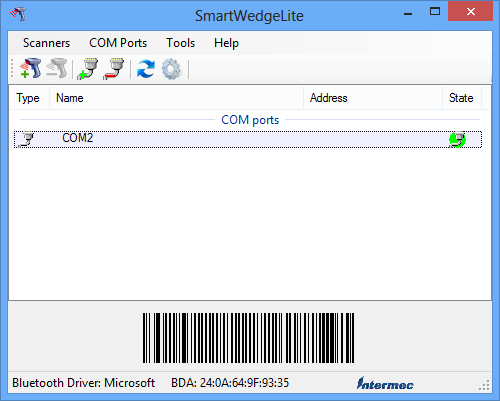 SmartWedgeLite
Scanners COM Ports Tools Help
Type Name Address State
COM ports
COM2
Bluetooth Driver: Microsoft BDA: 24:0A:64:9F:93:35 Intermec